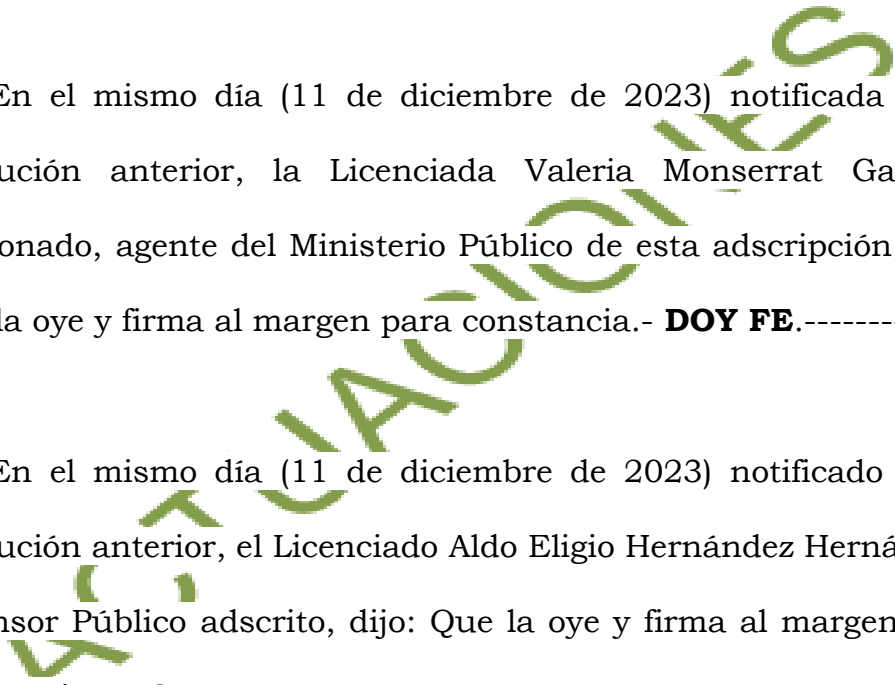 En el mismo día (11 de diciembre de 2023) notificada
ución anterior, la Licenciada Valeria Monserrat Ga
onado, agente del Ministerio Público de esta adscripción
la oye y firma al margen para constancia.- DOY FE.--------
En el mismo día (11 de diciembre de 2023) notificado
ución anterior, el Licenciado Aldo Eligio Hernández Herná
nsor Público adscrito, dijo: Que la oye y firma al margen